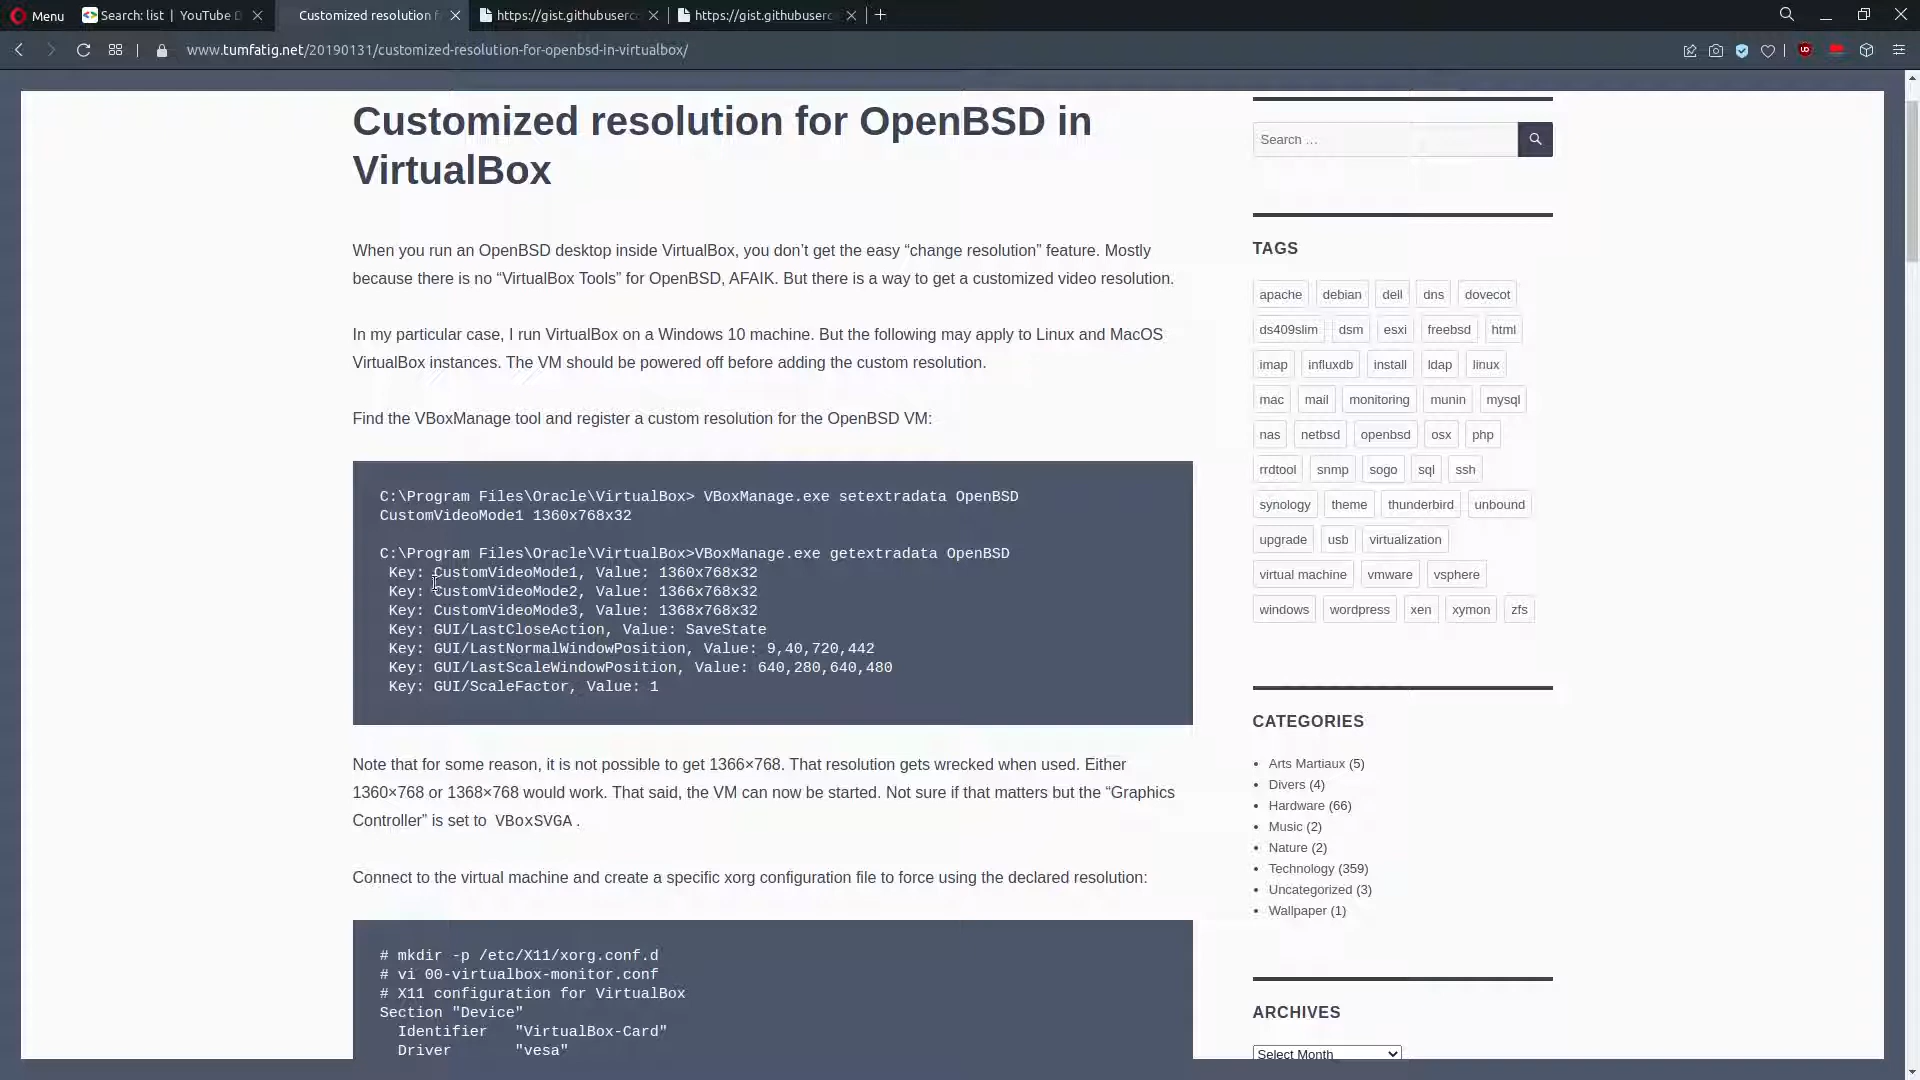 Menu
Search: list | YouTube D
Customized resolution f
https://gist.githubuserc
https://gist.githubuserc
www.tumfatig.net/20190131/customized-resolution-for-openbsd-in-virtualbox/
Customized resolution for OpenBSD in
VirtualBox
When you run an OpenBSD desktop inside VirtualBox, you don’t get the easy “change resolution” feature. Mostly
because there is no “VirtualBox Tools” for OpenBSD, AFAIK. But there is a way to get a customized video resolution.
In my particular case, I run VirtualBox on a Windows 10 machine. But the following may apply to Linux and MacOS
VirtualBox instances. The VM should be powered off before adding the custom resolution.
Find the VBoxManage tool and register a custom resolution for the OpenBSD VM:
C:\Program Files\Oracle\VirtualBox> VBoxManage.exe setextradata OpenBSD
CustomVideoMode1 1360x768x32
C:\Program Files\Oracle\VirtualBox>VBoxManage.exe getextradata OpenBSD
Key: CustomVideoMode1, Value: 1360x768x32
Key: CustomVideoMode2, Value: 1366x768x32
Key: CustomVideoMode3, Value: 1368x768x32
Key: GUI/LastCloseAction, Value: SaveState
Key: GUI/LastNormalWindowPosition, Value: 9,40,720,442
Key: GUI/LastScaleWindowPosition, Value: 640,280,640,480
Key: GUI/ScaleFactor, Value: 1
Note that for some reason, it is not possible to get 1366×768. That resolution gets wrecked when used. Either
1360×768 or 1368×768 would work. That said, the VM can now be started. Not sure if that matters but the “Graphics
Controller” is set to VBoxSVGA .
Connect to the virtual machine and create a specific xorg configuration file to force using the declared resolution:
# mkdir -p /etc/X11/xorg.conf.d
# vi 00-virtualbox-monitor.conf
# X11 configuration for VirtualBox
Section "Device"
Identifier "VirtualBox-Card"
Driver "vesa"
Search …
TAGS
apache debian dell dns dovecot
ds409slim dsm esxi freebsd html
imap influxdb install ldap linux
mac mail monitoring munin mysql
nas netbsd openbsd osx php
rrdtool snmp sogo sql ssh
synology theme thunderbird unbound
upgrade usb virtualization
virtual machine vmware vsphere
windows wordpress xen xymon zfs
CATEGORIES
Arts Martiaux (5)
Divers (4)
Hardware (66)
Music (2)
Nature (2)
Technology (359)
Uncategorized (3)
Wallpaper (1)
ARCHIVES
Select Month